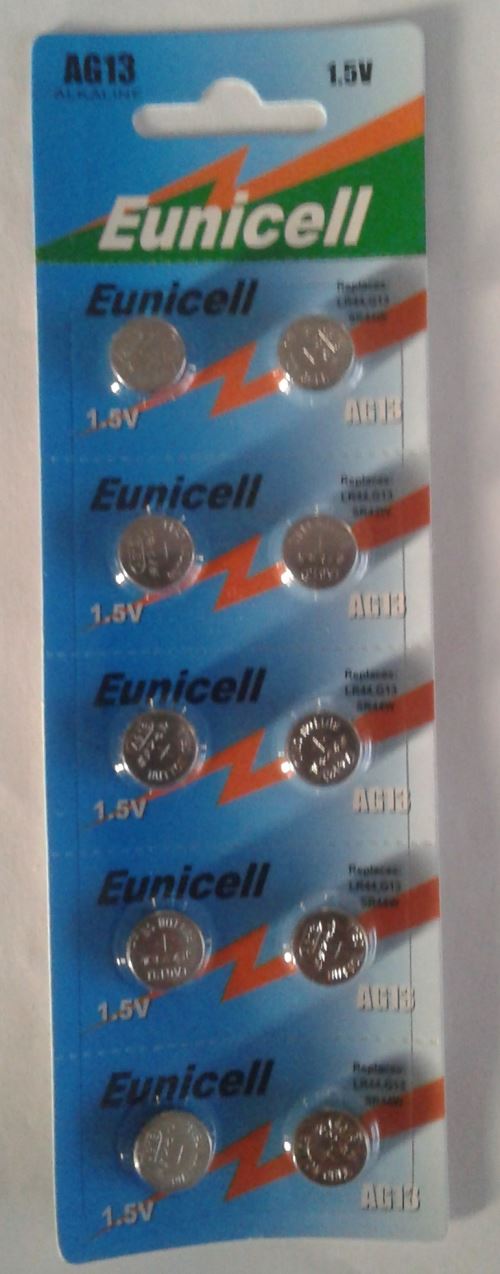 AG13
ALKALINE
1.5V
Eunicell
Eunicell
Replaces:
LR44,G13
SR44W
1.5V
AG13
Eunicell
Replaces:
LR44,G13
SR44W
1.5V
AG13
Eunicell
Replaces:
LR44,G13
SR44W
1.5V
AG13
Eunicell
Replaces:
LR44,G13
SR44W
1.5V
AG13
Eunicell
Replaces:
LR44,G13
SR44W
1.5V
AG13